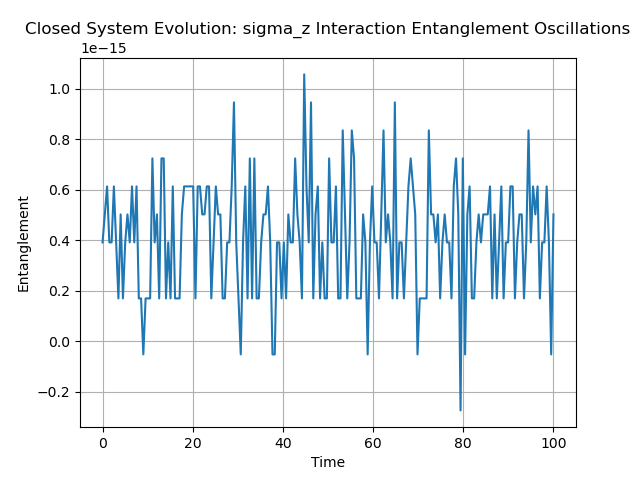 Closed System Evolution: sigma_z Interaction Entanglement Oscillations
1e−15
1.0
0.8
0.6
0.4
0.2
0.0
−0.2
Entanglement
0 20 40 60 80 100
Time